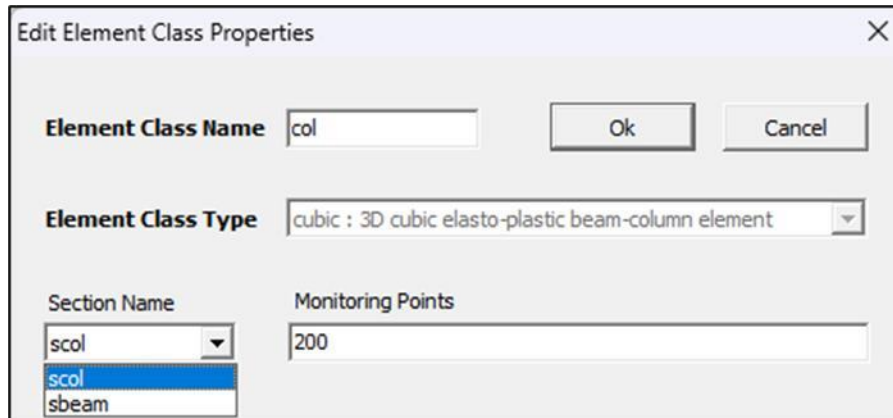 Edit Element Class Properties
Element Class Name col Ok Cancel
Element Class Type cubic : 3D cubic elasto-plastic beam-column element
Section Name Monitoring Points
scol 200
scol
sbeam